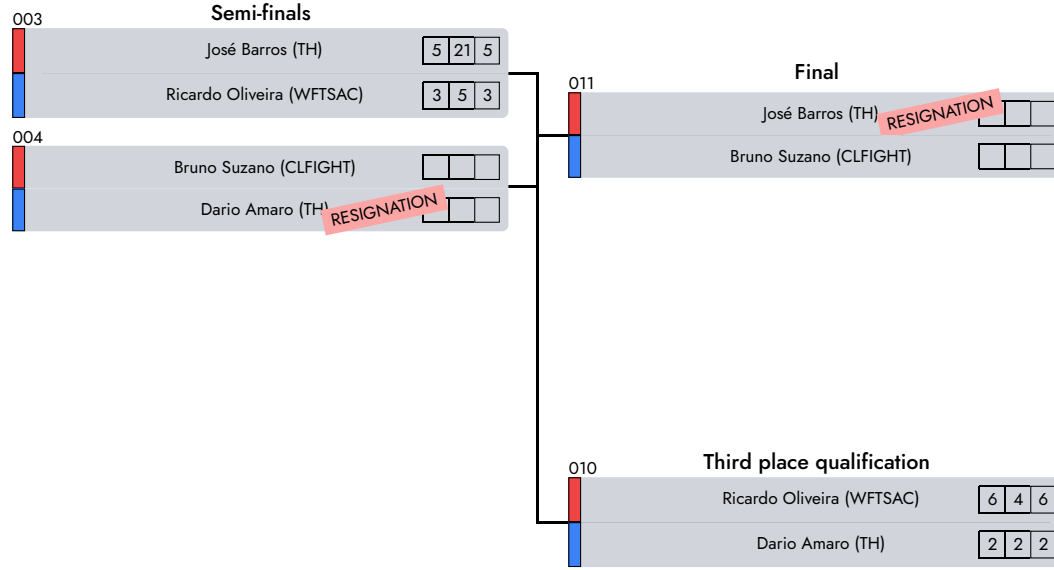 Semi-finals
003
José Barros (TH) 5 21 5
Ricardo Oliveira (WFTSAC) 3 5 3
004
Bruno Suzano (CLFIGHT)
Dario Amaro (TH) RESIGNATION
Final
011
José Barros (TH) RESIGNATION
Bruno Suzano (CLFIGHT)
Third place qualification
010
Ricardo Oliveira (WFTSAC) 6 4 6
Dario Amaro (TH) 2 2 2